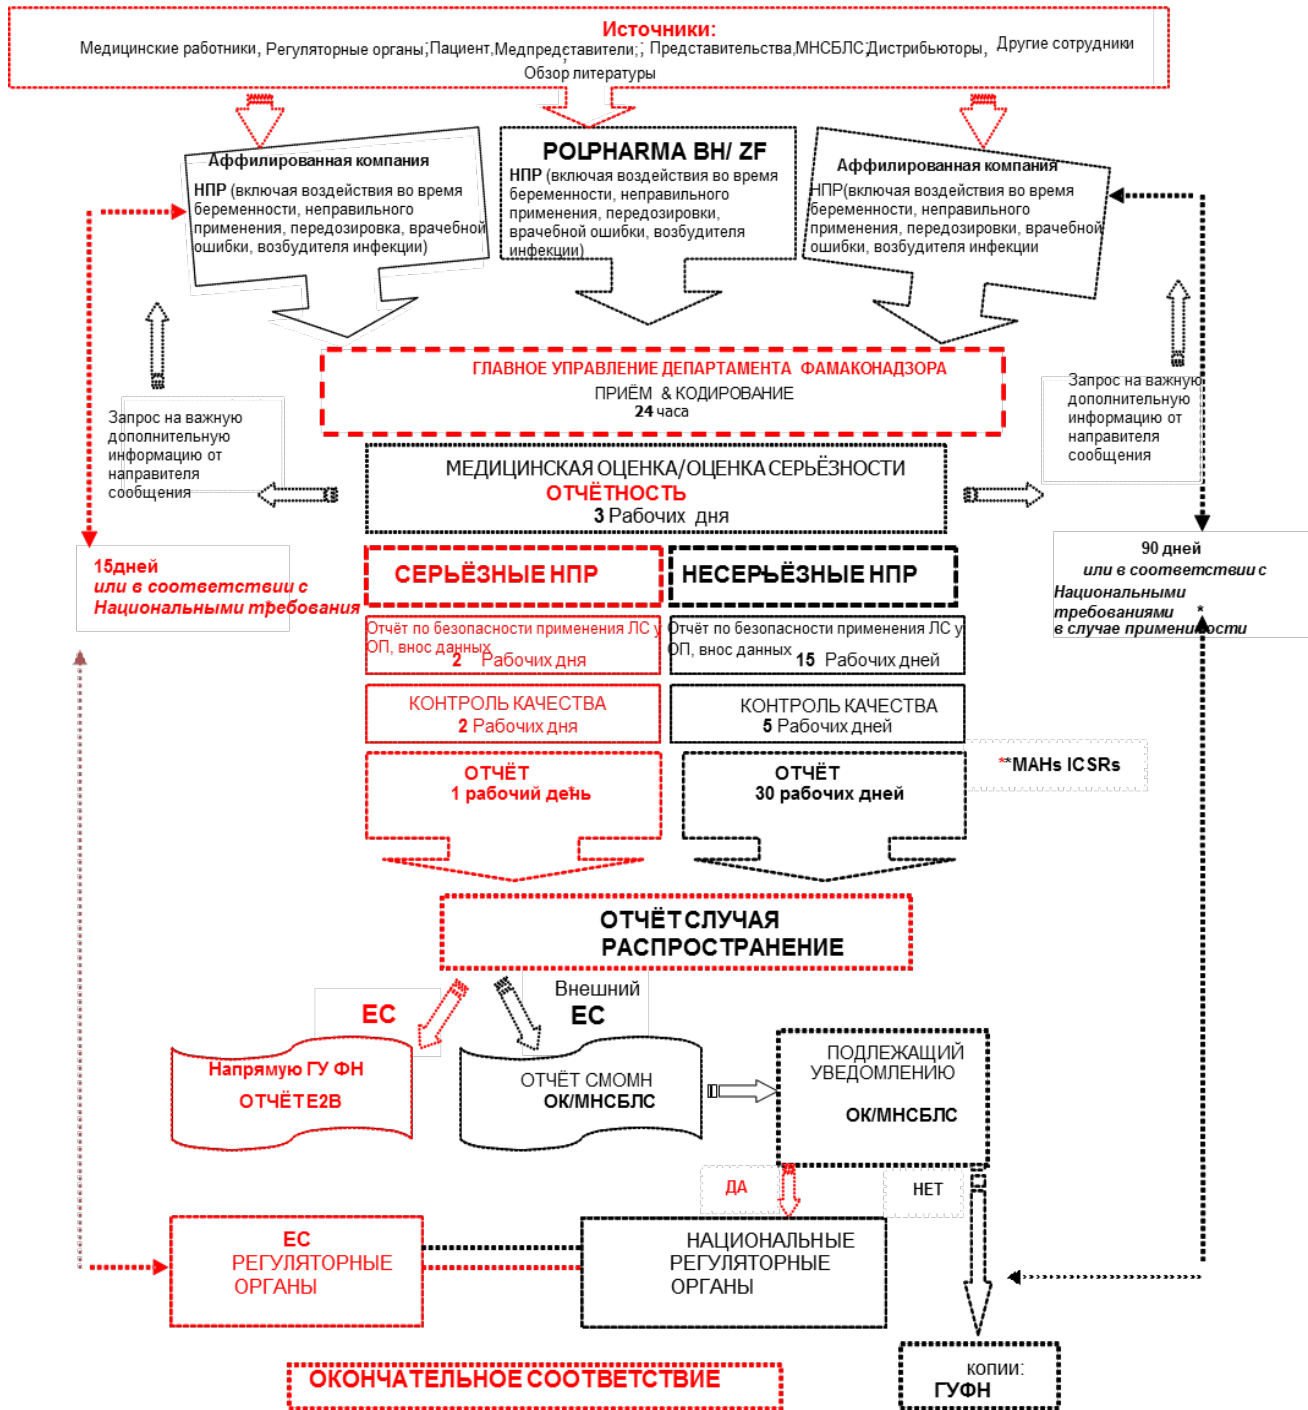 Источники:
Медицинские работники, Регуляторные органы; Пациент, Медпредставители; ; Представительства, МНСБЛС; Дистрибьюторы, Другие сотрудники
Обзор литературы
Аффилированная компания
НПР (включая воздействия во время
беременности, неправильного
применения, передозировка, врачебной
ошибки, возбудителя инфекции)
POLPHARMA BH/ ZF
НПР (включая воздействия во время
беременности, неправильного
применения, передозировки,
врачебной ошибки, возбудителя
инфекции)
Аффилированная компания
НПР(включая воздействия во время
беременности, неправильного
применения, передозировки, врачебной
ошибки, возбудителя инфекции
ГЛАВНОЕ УПРАВЛЕНИЕ ДЕПАРТАМЕНТА ФАМАКОНАДЗОРА
ПРИЁМ & КОДИРОВАНИЕ
24 часа
Запрос на важную
дополнительную
информацию от
направителя
сообщения
МЕДИЦИНСКАЯ ОЦЕНКА/ОЦЕНКА СЕРЬЁЗНОСТИ
ОТЧЁТНОСТЬ
3 Рабочих дня
Запрос на важную
дополнительную
информацию от
направителя
сообщения
15дней
или в соответствии с
Национальными требования
СЕРЬЁЗНЫЕ НПР
НЕСЕРЬЁЗНЫЕ НПР
90 дней
или в соответствии с
Национальными
требованиями *
в случае применимости
Отчёт по безопасности применения ЛС у
ОП, внос данных
2 Рабочих дня
Отчёт по безопасности применения ЛС у
ОП, внос данных
15 Рабочих дней
КОНТРОЛЬ КАЧЕСТВА
2 Рабочих дня
КОНТРОЛЬ КАЧЕСТВА
5 Рабочих дней
ОТЧЁТ
1 рабочий день*
ОТЧЁТ
30 рабочих дней
**MAHs ICSRs
ОТЧЁТ СЛУЧАЯ
РАСПРОСТРАНЕНИЕ
ЕС
Внешний
ЕС
Напрямую ГУ ФН
ОТЧЁТ Е2В
ОТЧЁТ СМОМН
ОК/МНСБЛС
ПОДЛЕЖАЩИЙ
УВЕДОМЛЕНИЮ
ОК/МНСБЛС
ДА
НЕТ
ЕС
РЕГУЛЯТОРНЫЕ
ОРГАНЫ
НАЦИОНАЛЬНЫЕ
РЕГУЛЯТОРНЫЕ
ОРГАНЫ
ОКОНЧАТЕЛЬНОЕ СООТВЕТСТВИЕ
копии:
ГУФН